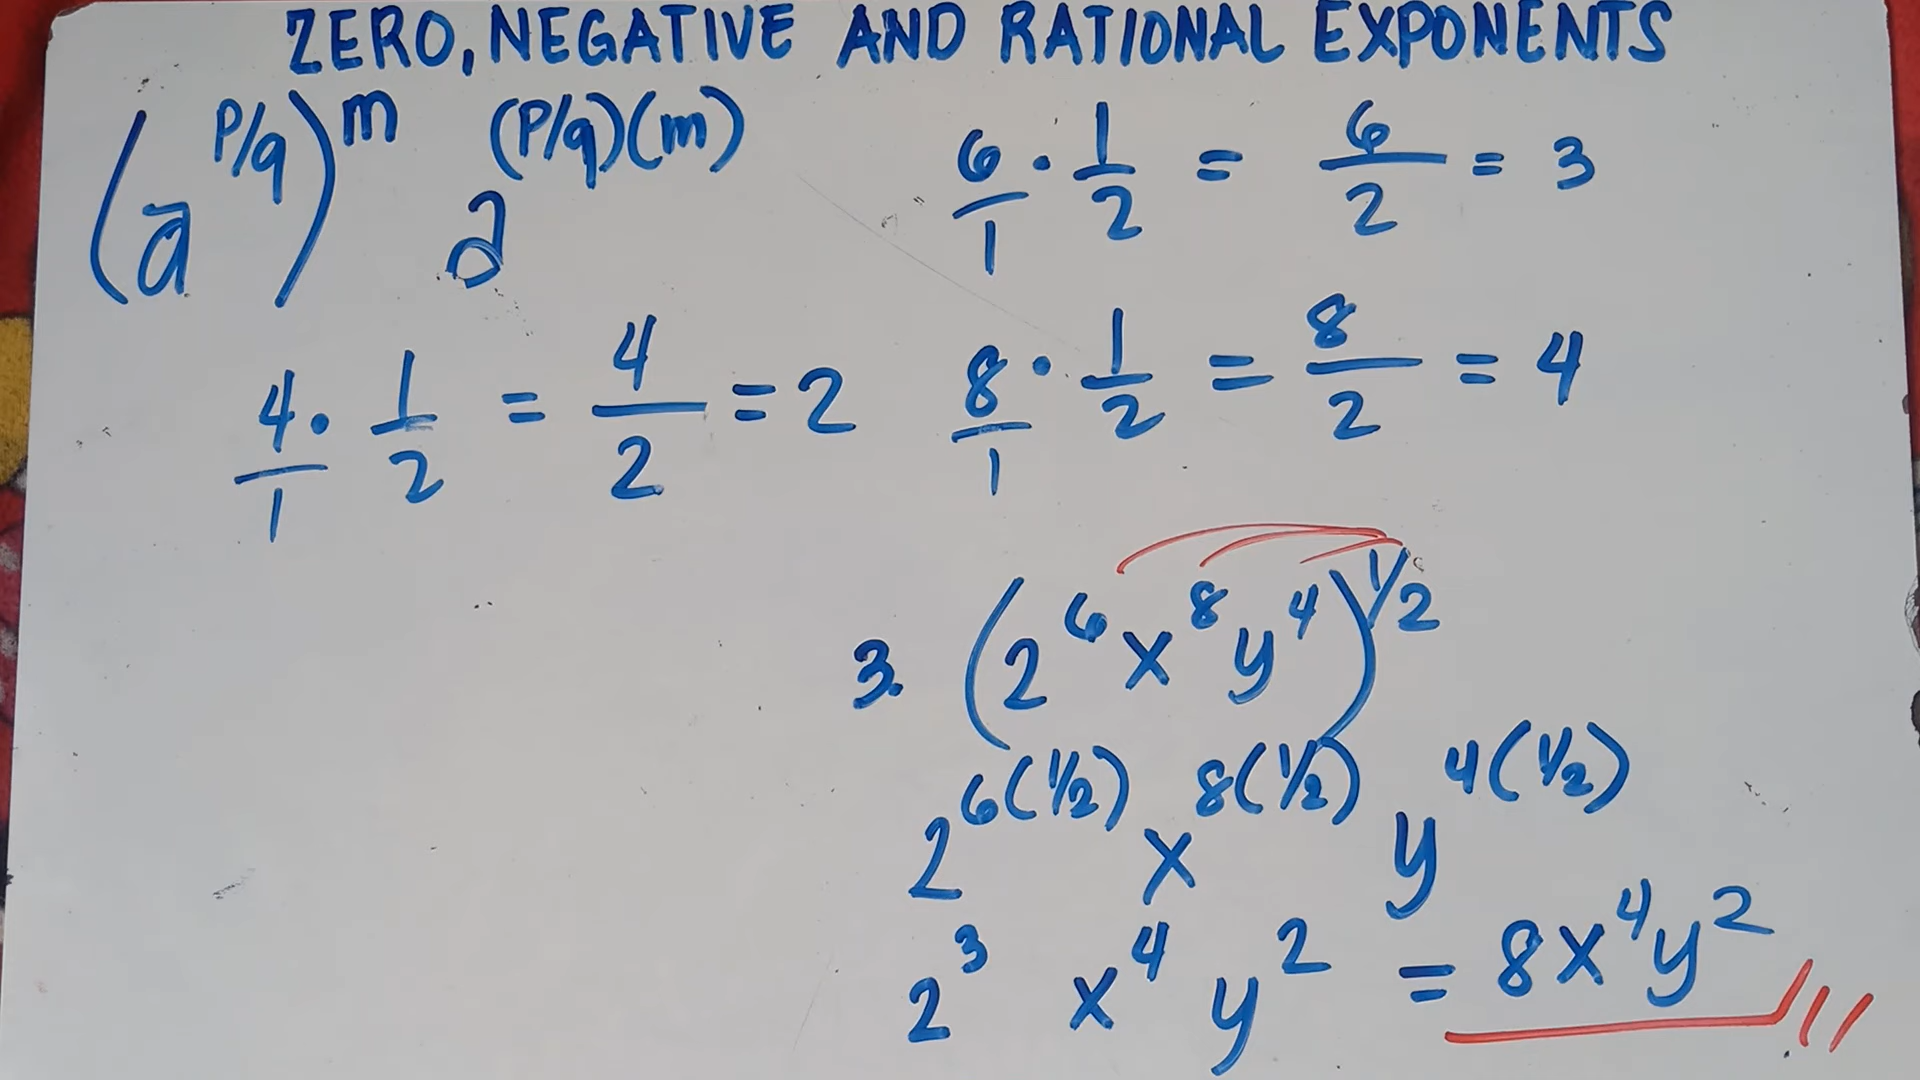 ZERO, NEGATIVE AND RATIONAL EXPONENTS
(a^(P/q))^m a^((P/q)(m))
6/1 · 1/2 = 6/2 = 3
4/1 · 1/2 = 4/2 = 2
8/1 · 1/2 = 8/2 = 4
3. (2^6 x^8 y^4)^(1/2)
2^(6(1/2)) x^(8(1/2)) y^(4(1/2))
2^3 x^4 y^2 = 8x^4y^2